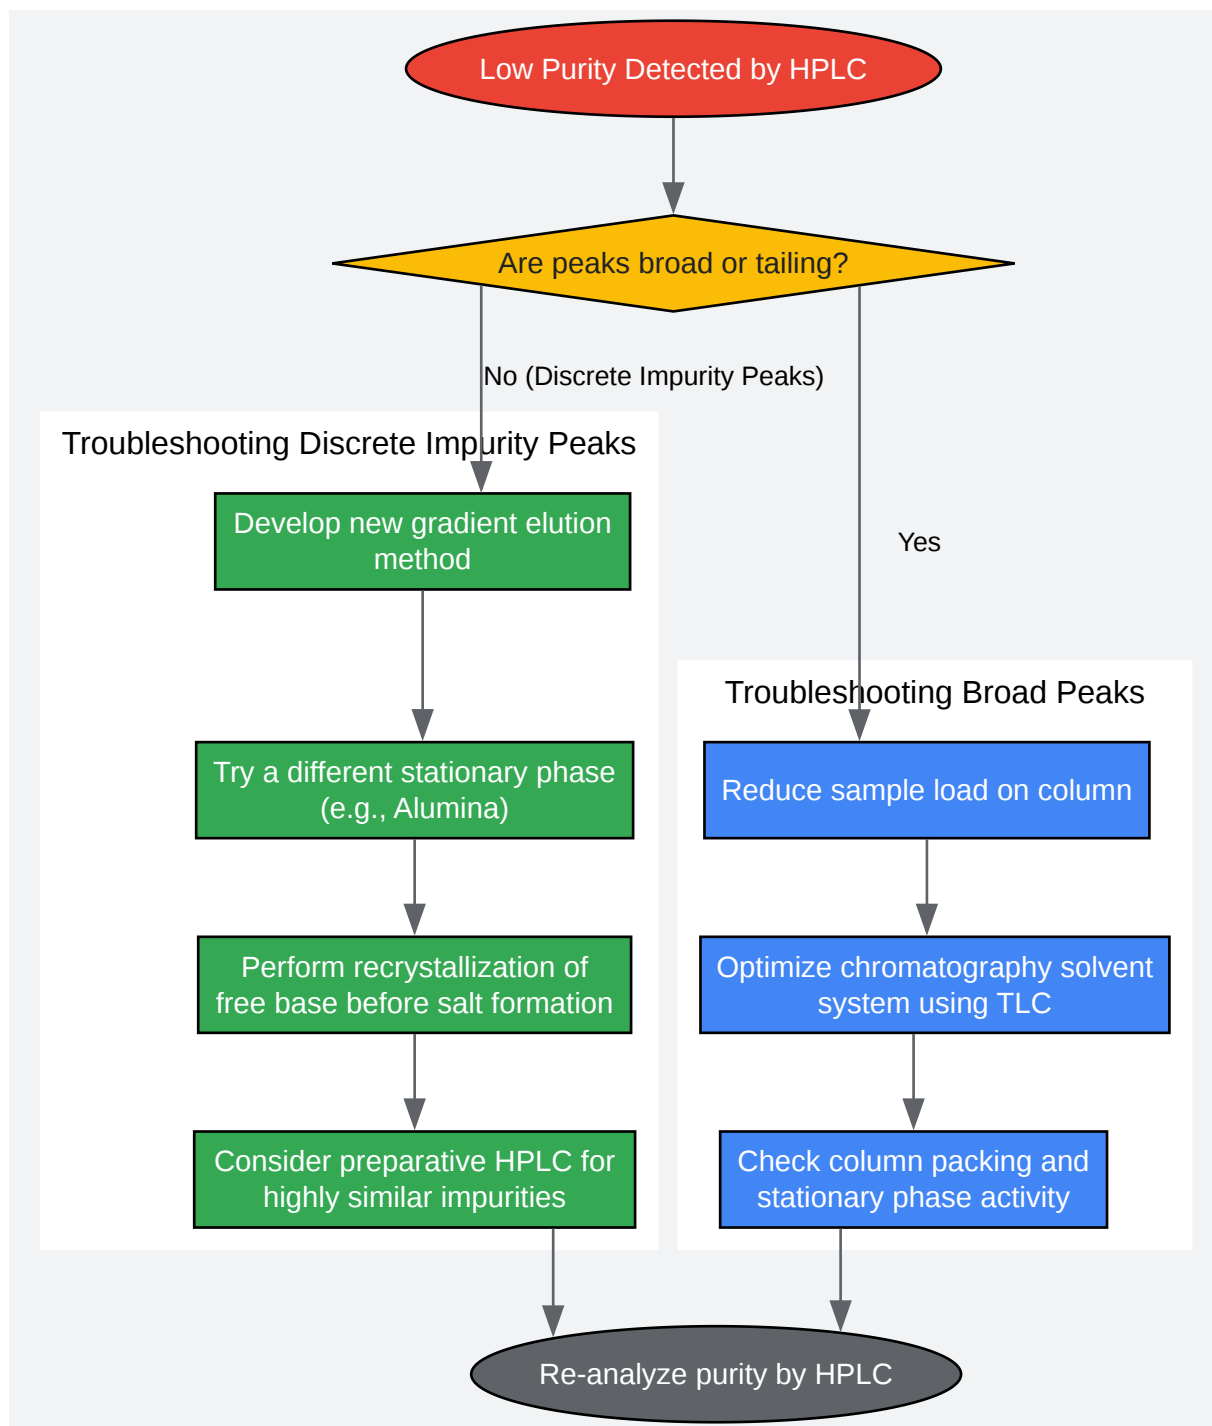 Low Purity Detected by HPLC
Are peaks broad or tailing?
No (Discrete Impurity Peaks)
Troubleshooting Discrete Impurity Peaks
Develop new gradient elution
method
Yes
Troubleshooting Broad Peaks
Try a different stationary phase
(e.g., Alumina)
Reduce sample load on column
Perform recrystallization of
free base before salt formation
Optimize chromatography solvent
system using TLC
Consider preparative HPLC for
highly similar impurities
Check column packing and
stationary phase activity
Re-analyze purity by HPLC